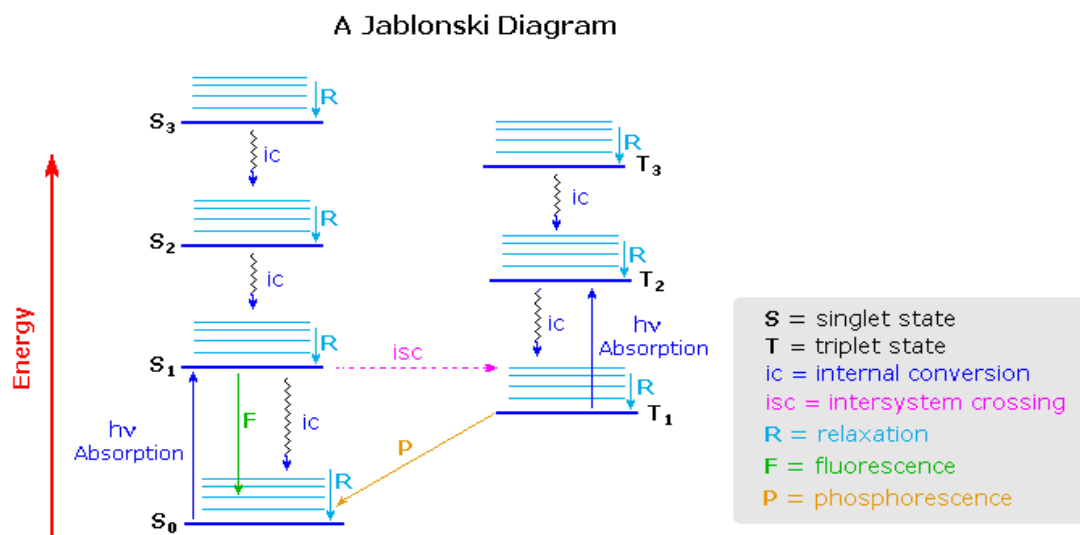 A Jablonski Diagram
R
S3
ic
R
T3
R
S2
ic
R
T2
ic
R
S1
isc
ic
hν
Absorption
R
T1
F
ic
P
hν
Absorption
R
S0
Energy
S = singlet state
T = triplet state
ic = internal conversion
isc = intersystem crossing
R = relaxation
F = fluorescence
P = phosphorescence